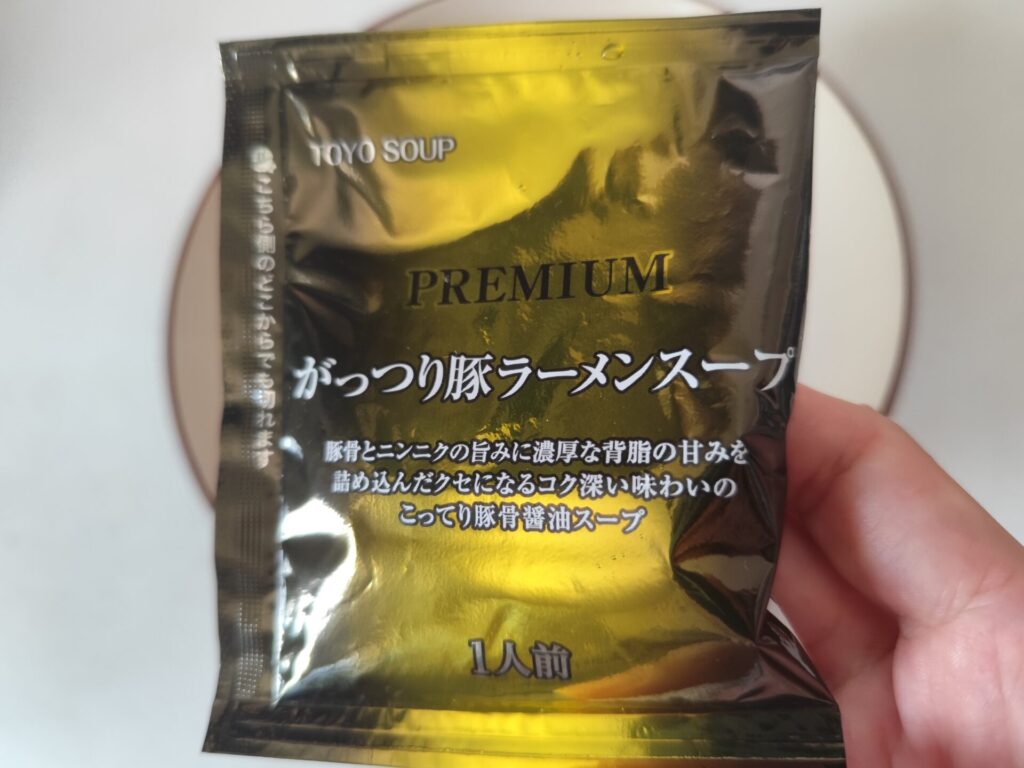 TOYO SOUP
PREMIUM
がっつり豚ラーメンスープ
豚骨とニンニクの旨みに濃厚な背脂の甘みを
詰め込んだクセになるコク深い味わいの
こってり豚骨醤油スープ
1人前
こちら側のどこからでも切れます